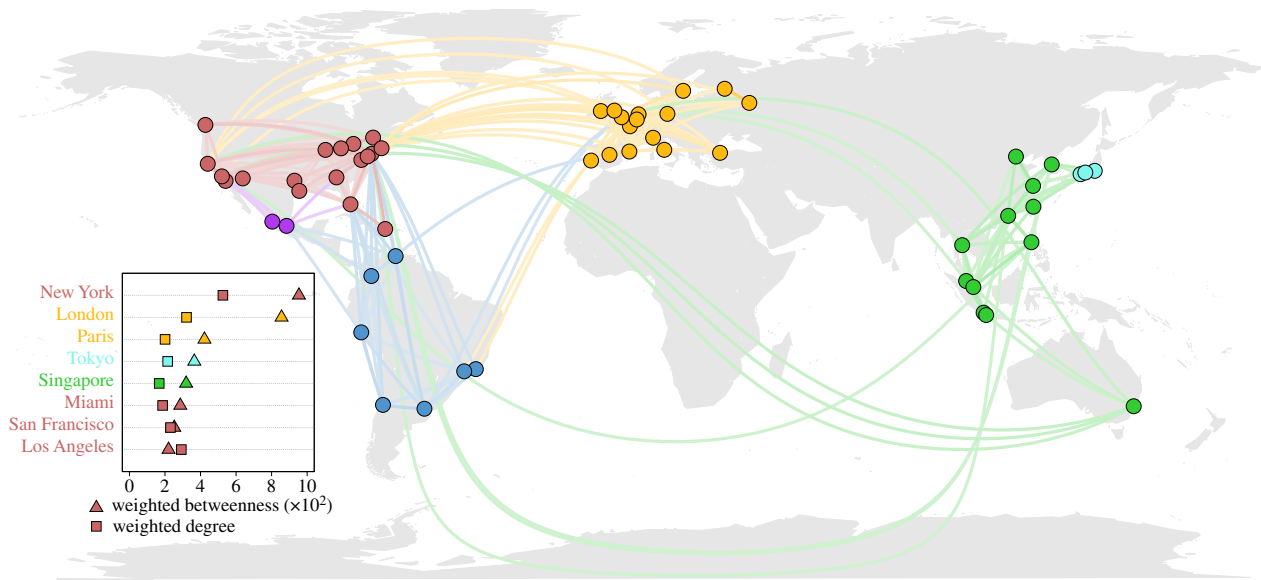 New York
London
Paris
Tokyo
Singapore
Miami
San Francisco
Los Angeles
0 2 4 6 8 10
weighted betweenness (×10²)
weighted degree